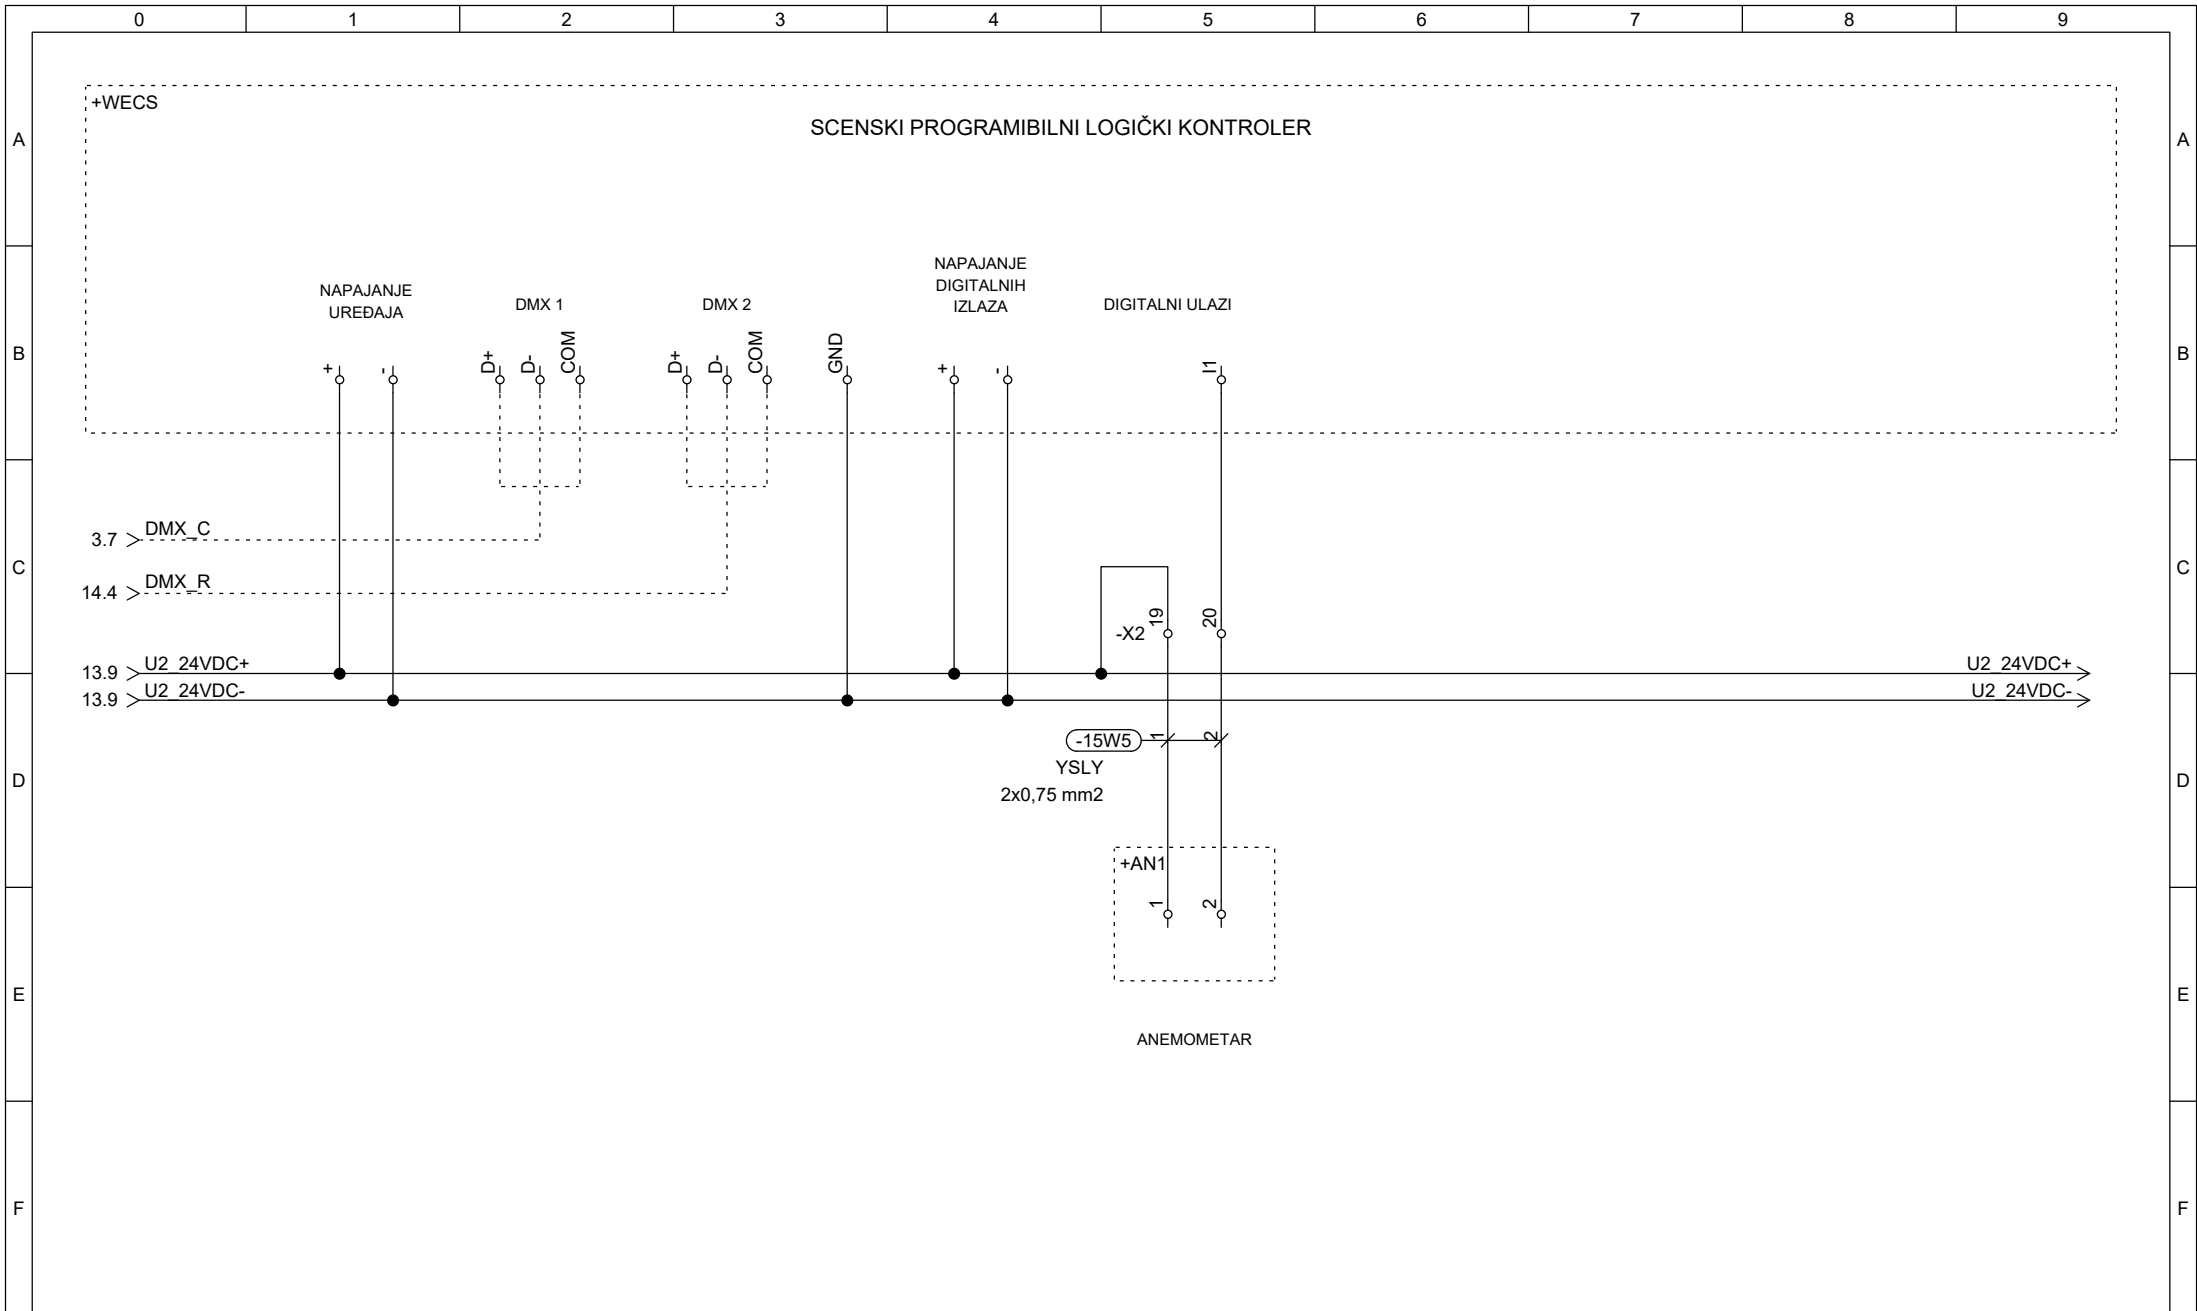 0 1 2 3 4 5 6 7 8 9
+WECS
SCENSKI PROGRAMIBILNI LOGIČKI KONTROLER
A A
NAPAJANJE
UREĐAJA
DMX 1
DMX 2
NAPAJANJE
DIGITALNIH
IZLAZA
DIGITALNI ULAZI
B B
+ - D+ D- COM D+ D- COM GND + - I1
3.7 DMX_C
C C
14.4 DMX_R
-X2 19 20
13.9 U2_24VDC+ U2_24VDC+
13.9 U2_24VDC- U2_24VDC-
-15W5 1 2
YSLY
2x0,75 mm2
D D
+AN1
1 2
E E
ANEMOMETAR
F F